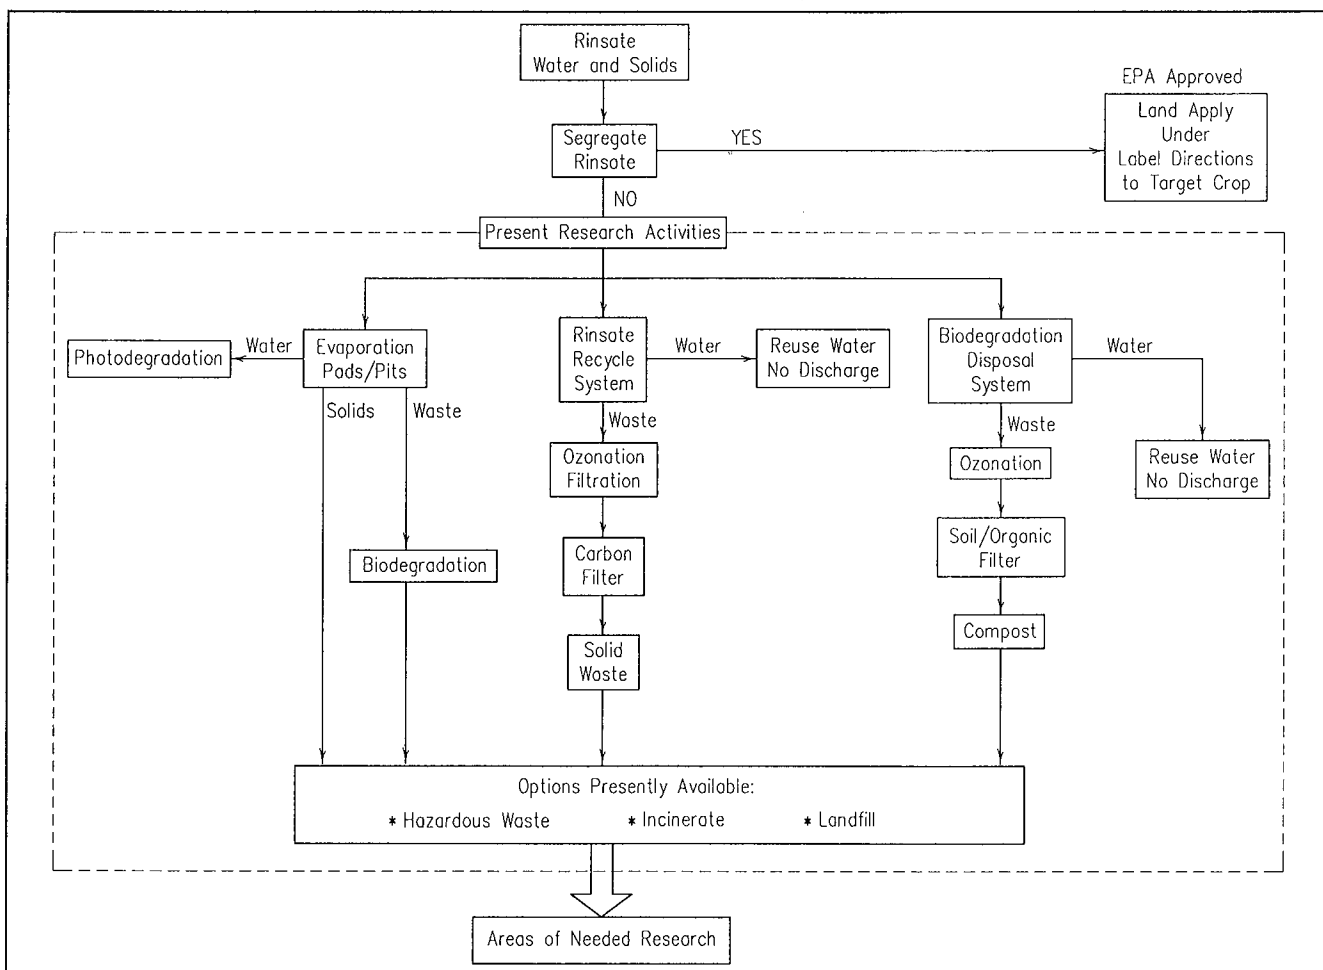 Rinsate
Water and Solids
EPA Approved
Land Apply
Under
Label Directions
to Target Crop
Segregate
Rinsate
YES
NO
Present Research Activities
Photodegradation
Water
Evaporation
Pads/Pits
Rinsate
Recycle
System
Water
Reuse Water
No Discharge
Biodegradation
Disposal
System
Water
Solids
Waste
Waste
Waste
Ozonation
Filtration
Ozonation
Reuse Water
No Discharge
Biodegradation
Carbon
Filter
Soil/Organic
Filter
Solid
Waste
Compost
Options Presently Available:
* Hazardous Waste
* Incinerate
* Landfill
Areas of Needed Research